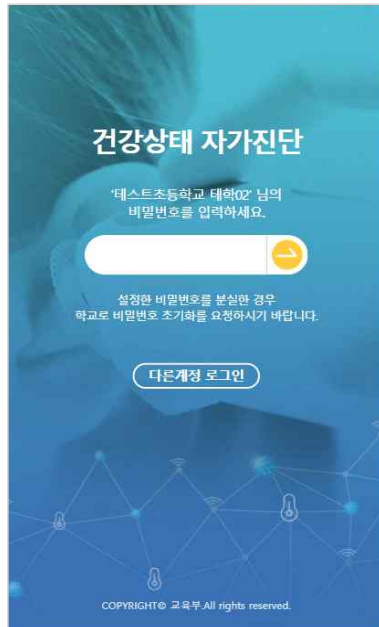 건강상태 자가진단
'테스트초등학교 테학02' 님의
비밀번호를 입력하세요.
설정한 비밀번호를 분실한 경우
학교로 비밀번호 초기화를 요청하시기 바랍니다.
다른계정 로그인
COPYRIGHT© 교육부.All rights reserved.